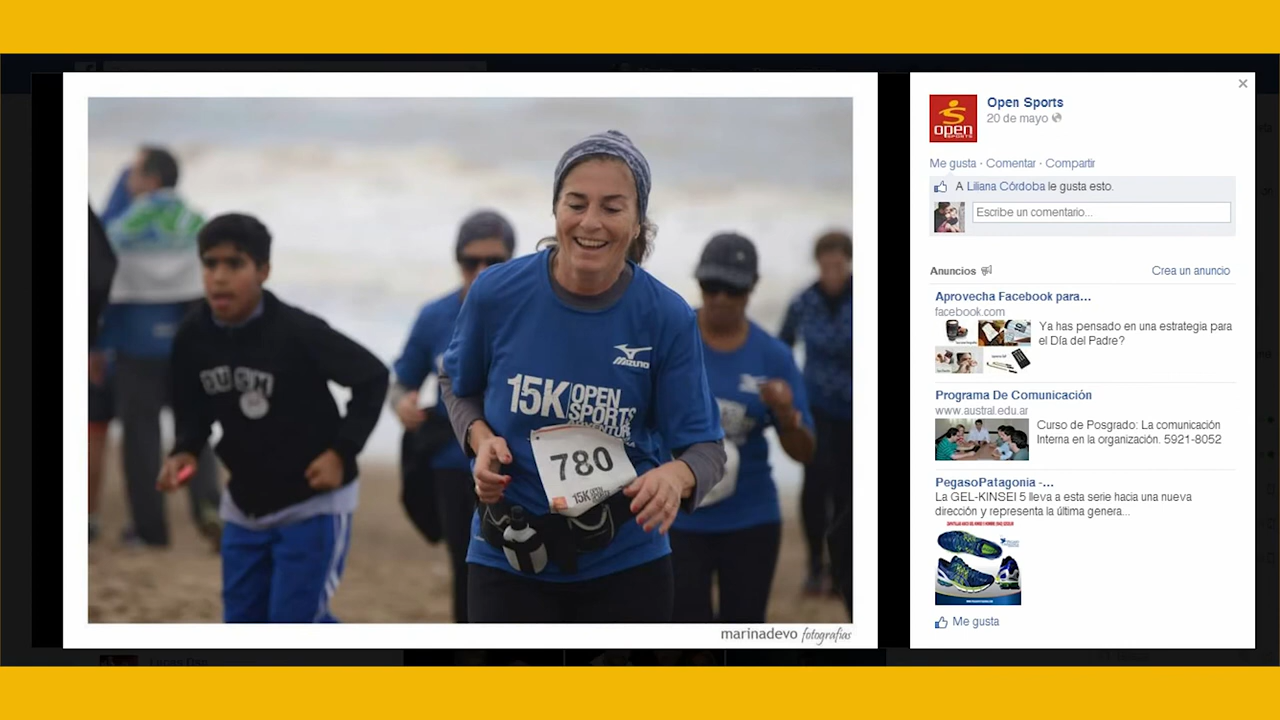 MIZUNO
15K OPEN
SPORTS
780
15K OPEN
marinadevo fotografías
open
SPORTS
Open Sports
20 de mayo
Me gusta · Comentar · Compartir
A Liliana Córdoba le gusta esto.
Escribe un comentario...
Anuncios
Crea un anuncio
Aprovecha Facebook para...
facebook.com
Ya has pensado en una estrategia para
el Día del Padre?
Programa De Comunicación
www.austral.edu.ar
Curso de Posgrado: La comunicación
Interna en la organización. 5921-8052
PegasoPatagonia -...
La GEL-KINSEI 5 lleva a esta serie hacia una nueva
dirección y representa la última genera...
Me gusta